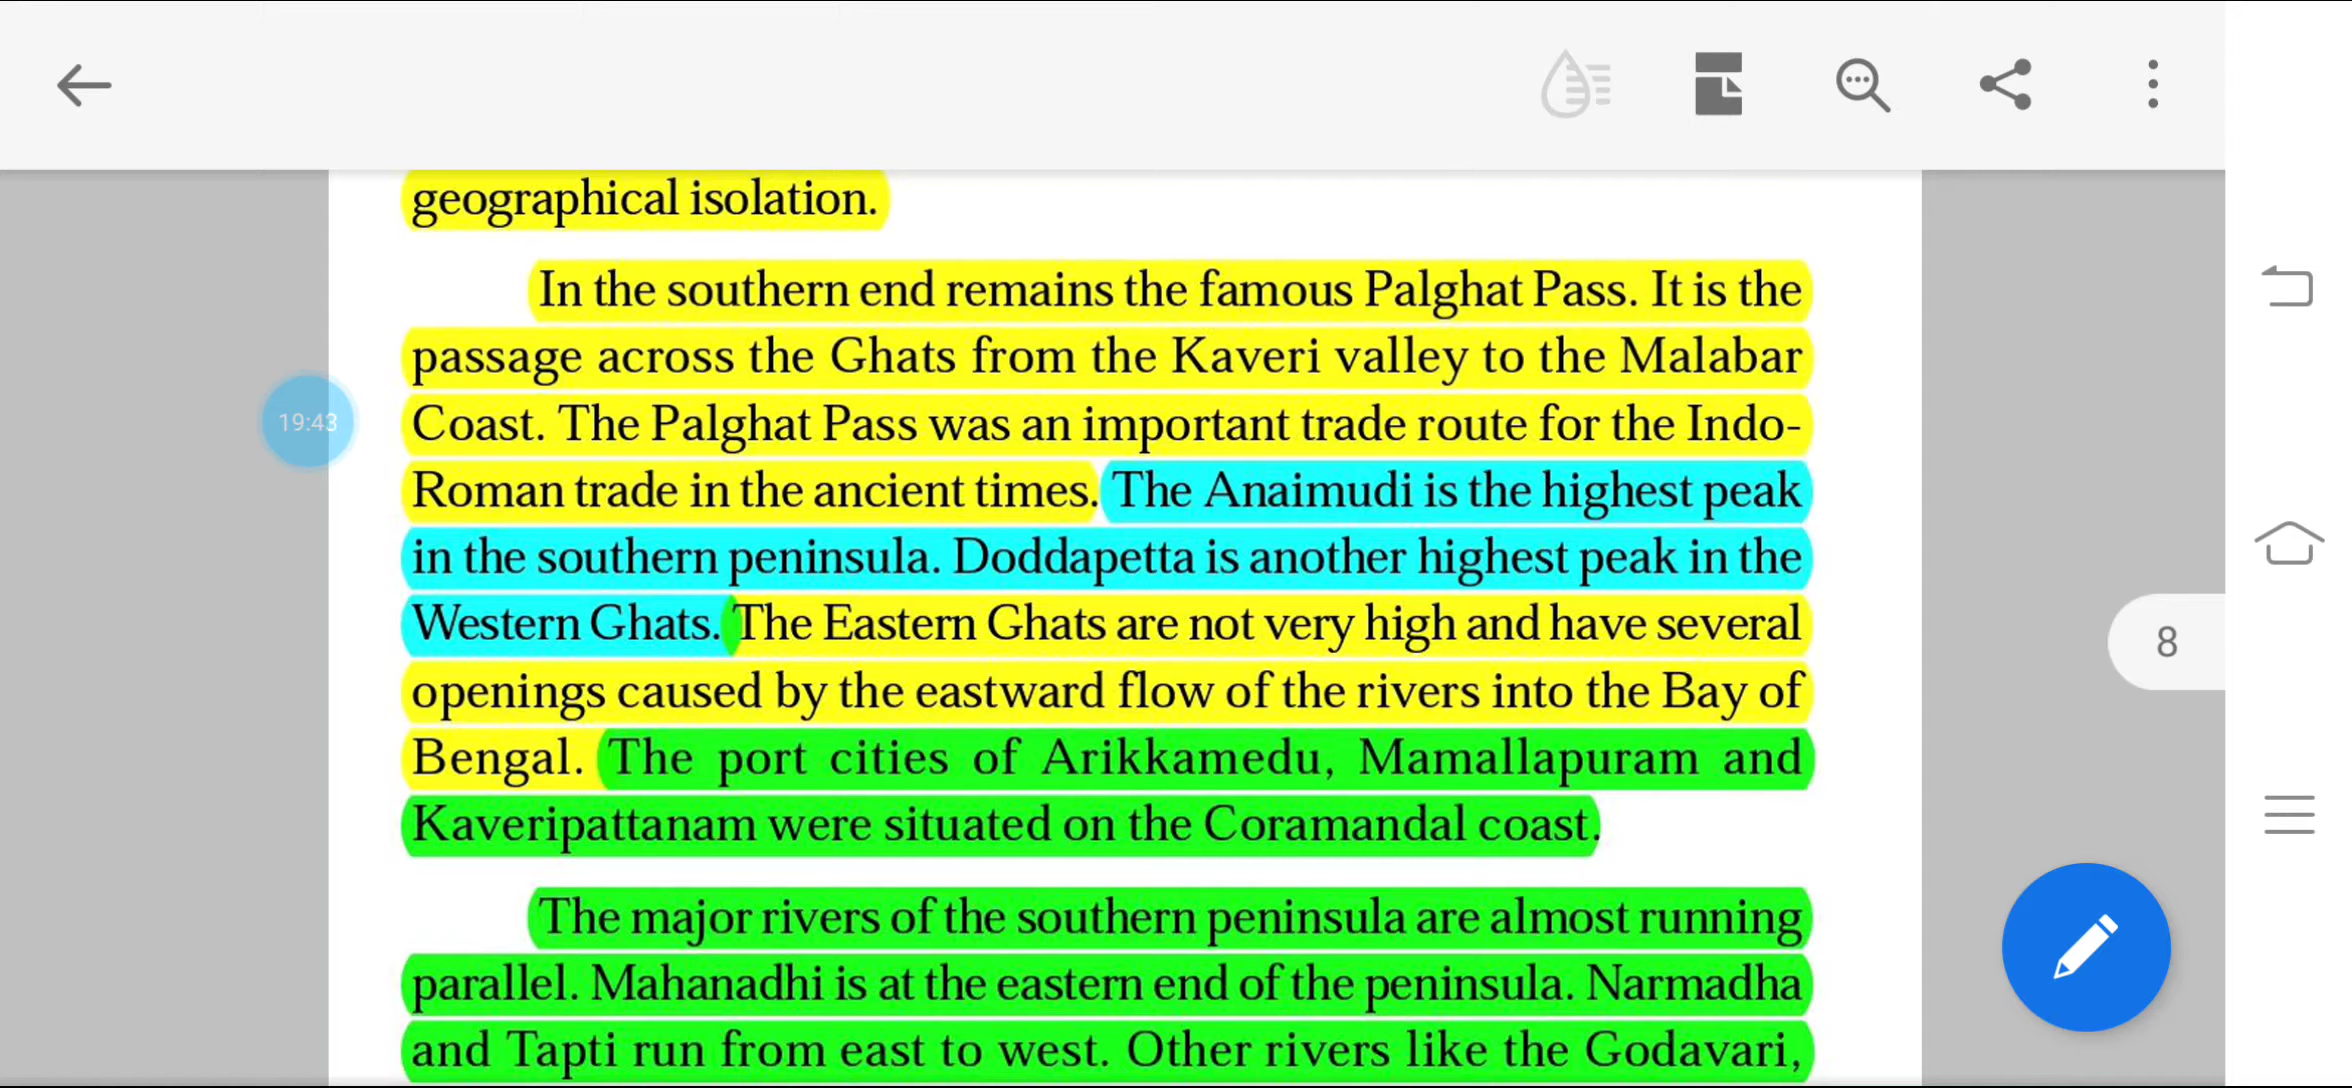 geographical isolation.
In the southern end remains the famous Palghat Pass. It is the
passage across the Ghats from the Kaveri valley to the Malabar
Coast. The Palghat Pass was an important trade route for the Indo-
Roman trade in the ancient times. The Anaimudi is the highest peak
in the southern peninsula. Doddapetta is another highest peak in the
Western Ghats. The Eastern Ghats are not very high and have several
openings caused by the eastward flow of the rivers into the Bay of
Bengal. The port cities of Arikkamedu, Mamallapuram and
Kaveripattanam were situated on the Coramandal coast.
The major rivers of the southern peninsula are almost running
parallel. Mahanadhi is at the eastern end of the peninsula. Narmadha
and Tapti run from east to west. Other rivers like the Godavari,
19:43
8